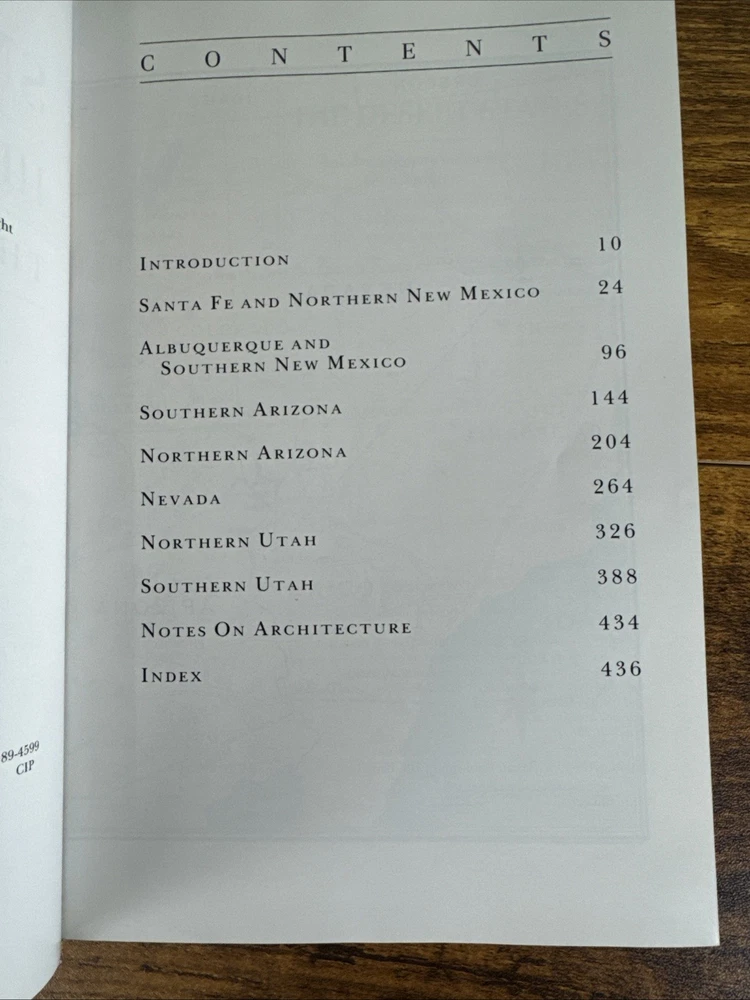 CONTENTS
ht
INTRODUCTION 10
SANTA FE AND NORTHERN NEW MEXICO 24
ALBUQUERQUE AND
SOUTHERN NEW MEXICO 96
SOUTHERN ARIZONA 144
NORTHERN ARIZONA 204
NEVADA 264
NORTHERN UTAH 326
SOUTHERN UTAH 388
NOTES ON ARCHITECTURE 434
INDEX 436
89-4599
CIP